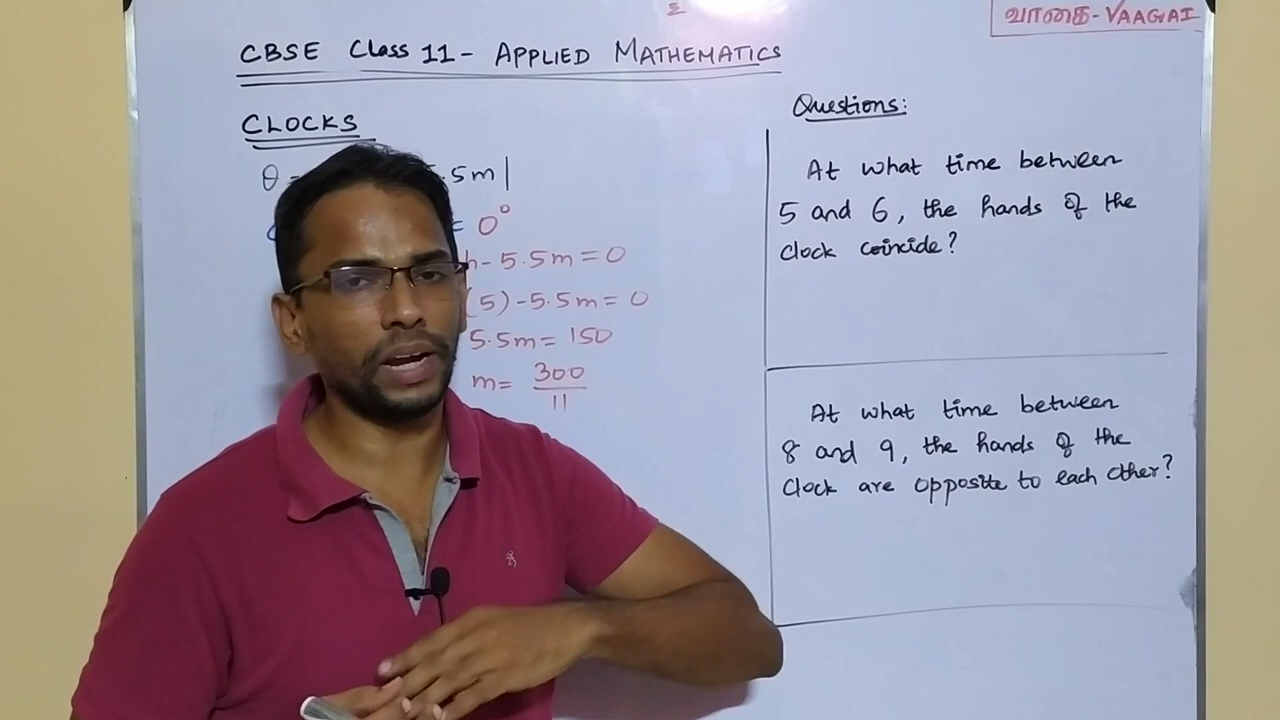 வாகை - VAAGAI
CBSE Class 11 - APPLIED MATHEMATICS
CLOCKS
θ = .5m|
= 0°
h - 5.5m = 0
(5) - 5.5m = 0
5.5m = 150
m = 300/11
Questions:
At what time between
5 and 6, the hands of the
clock coincide?
At what time between
8 and 9, the hands of the
clock are opposite to each other?